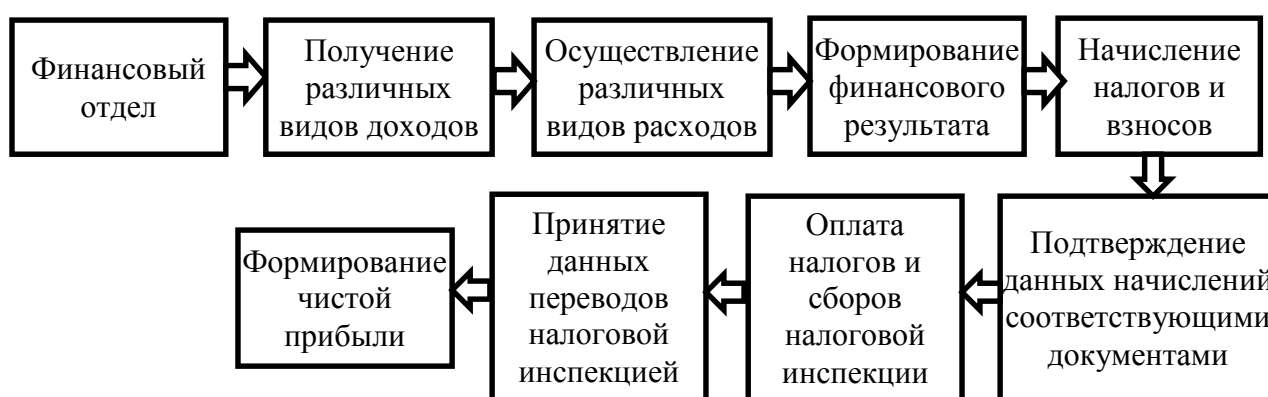 Финансовый
отдел
Получение
различных
видов доходов
Осуществление
различных
видов расходов
Формирование
финансового
результата
Начисление
налогов и
взносов
Подтверждение
данных начислений
соответствующими
документами
Оплата
налогов и
сборов
налоговой
инспекции
Принятие
данных
переводов
налоговой
инспекцией
Формирование
чистой
прибыли